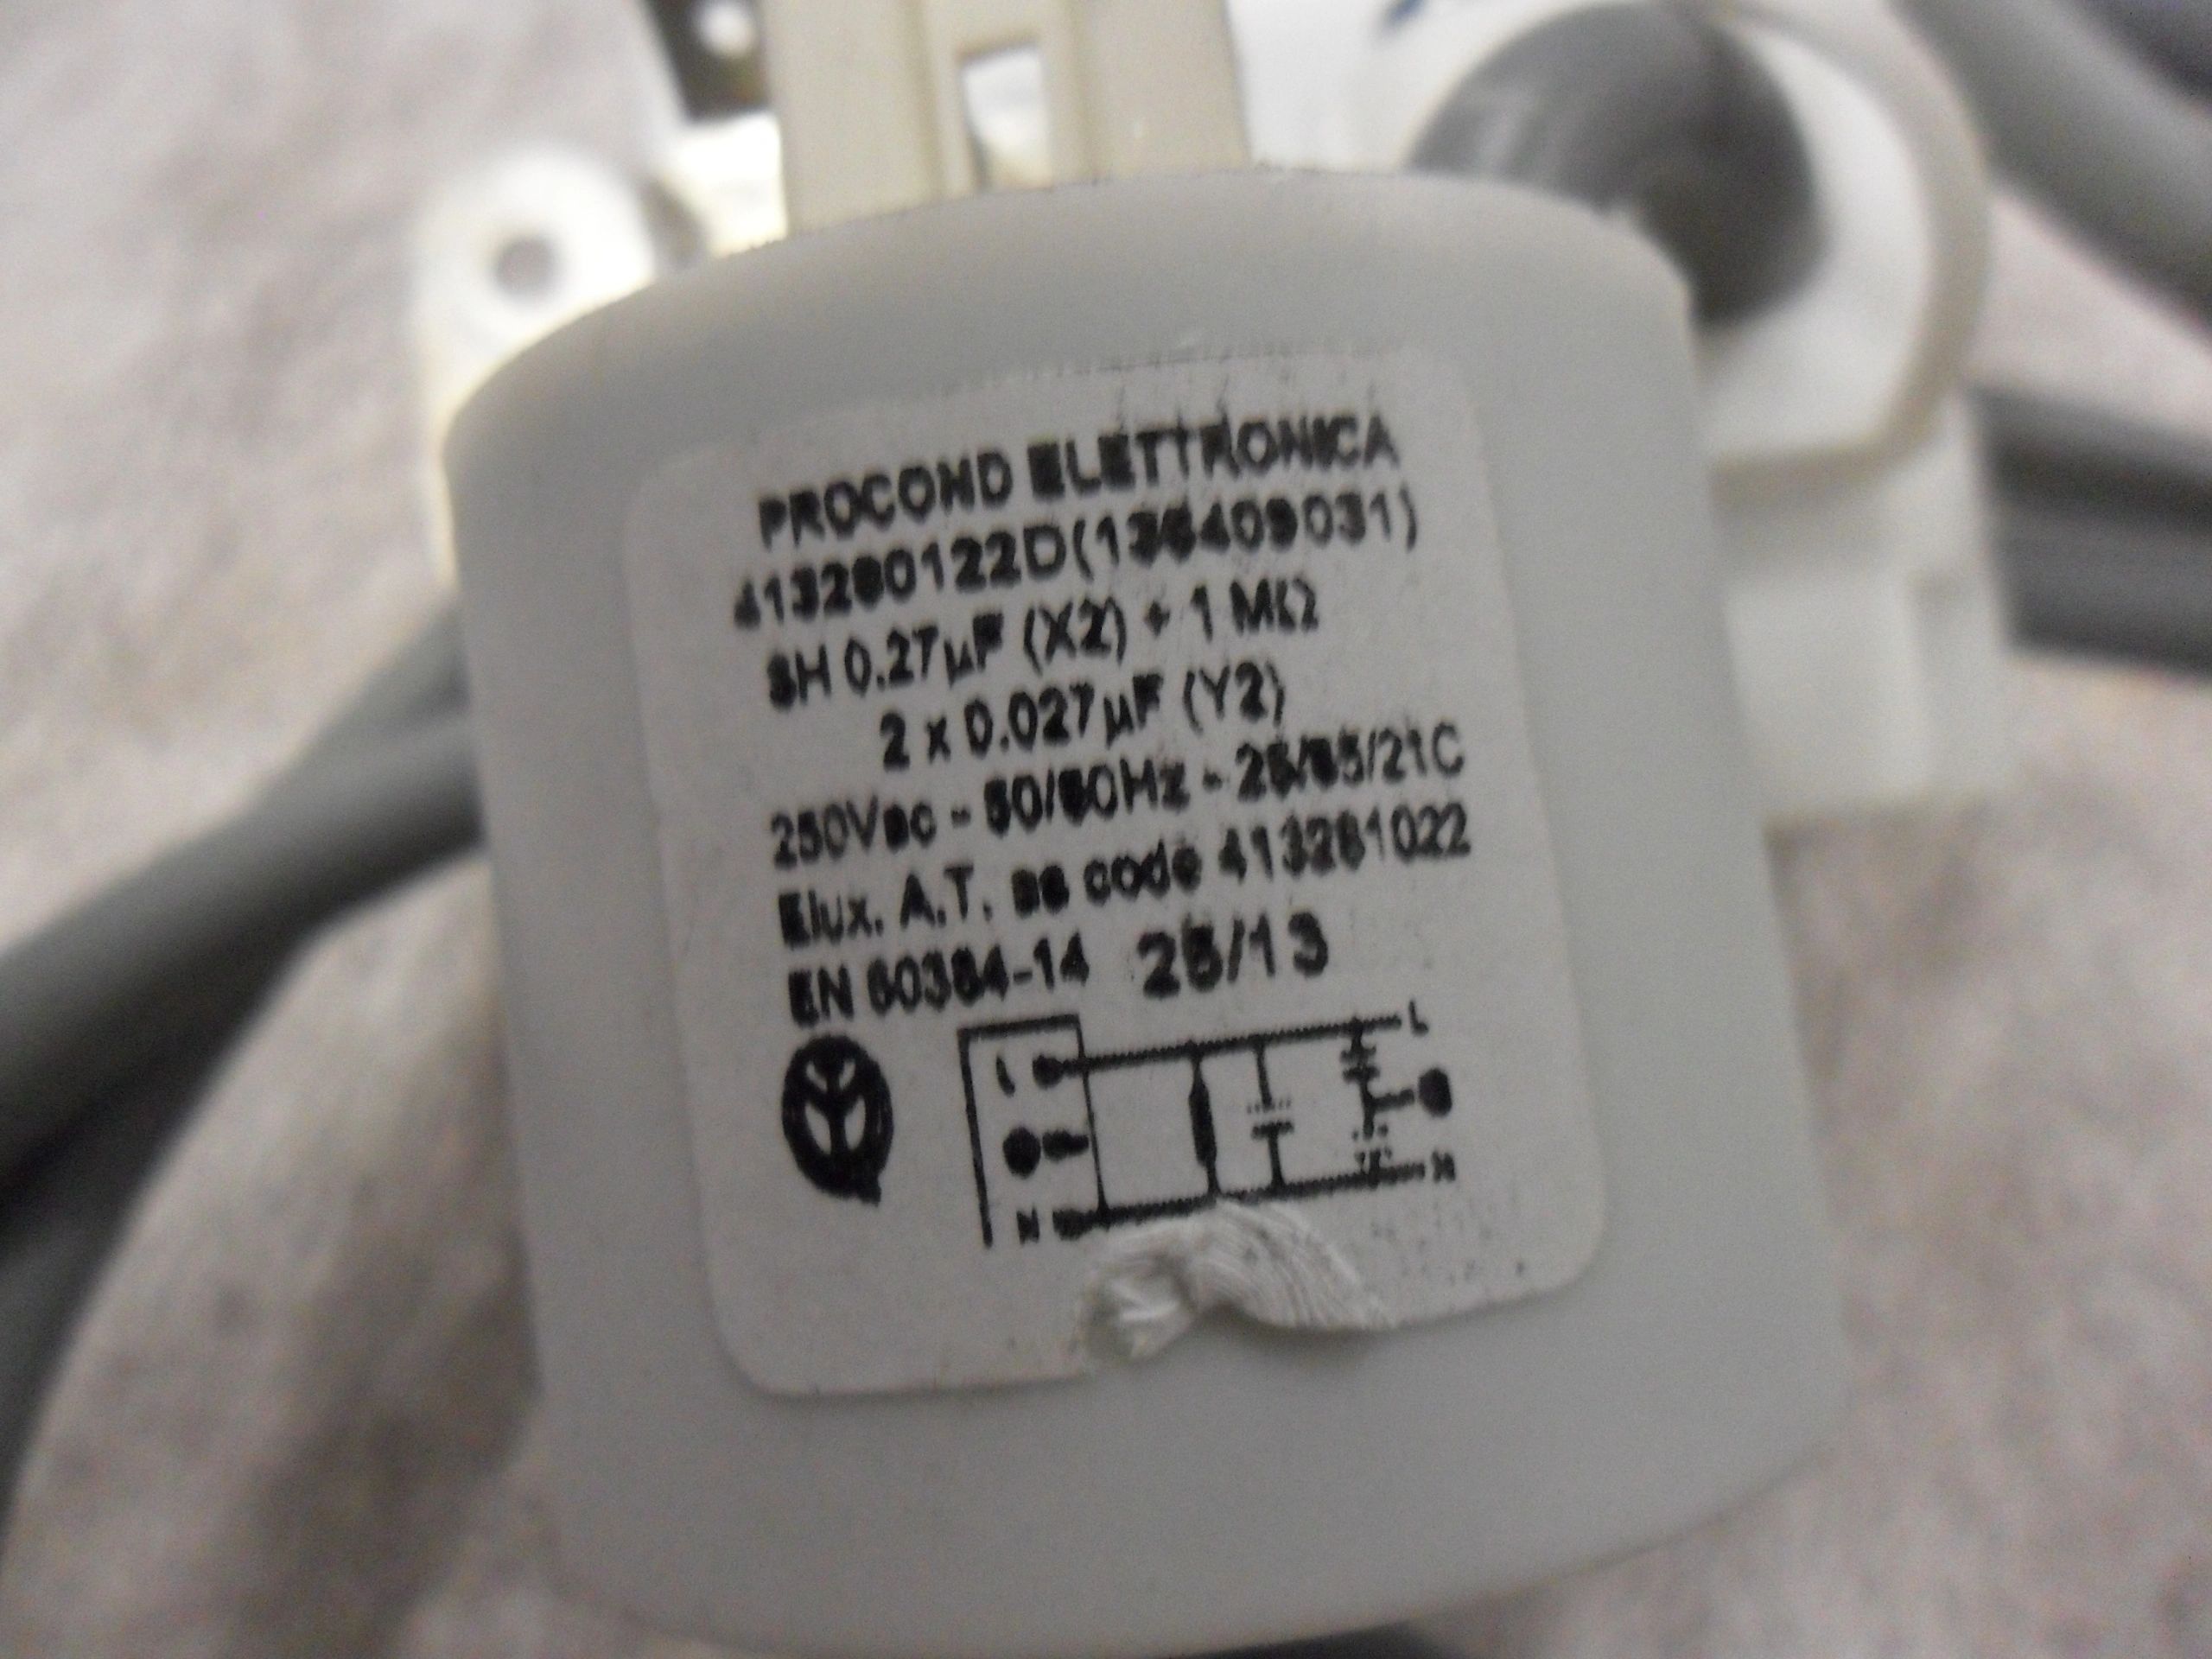 PROCOND ELETTRONICA
413280122D(136409031)
SH 0.27µF (X2) + 1 MΩ
2 x 0.027µF (Y2)
250Vac - 50/60Hz - 25/85/21C
Elux. A.T. as code 413281022
EN 60384-14 25/13
L
L
N
N